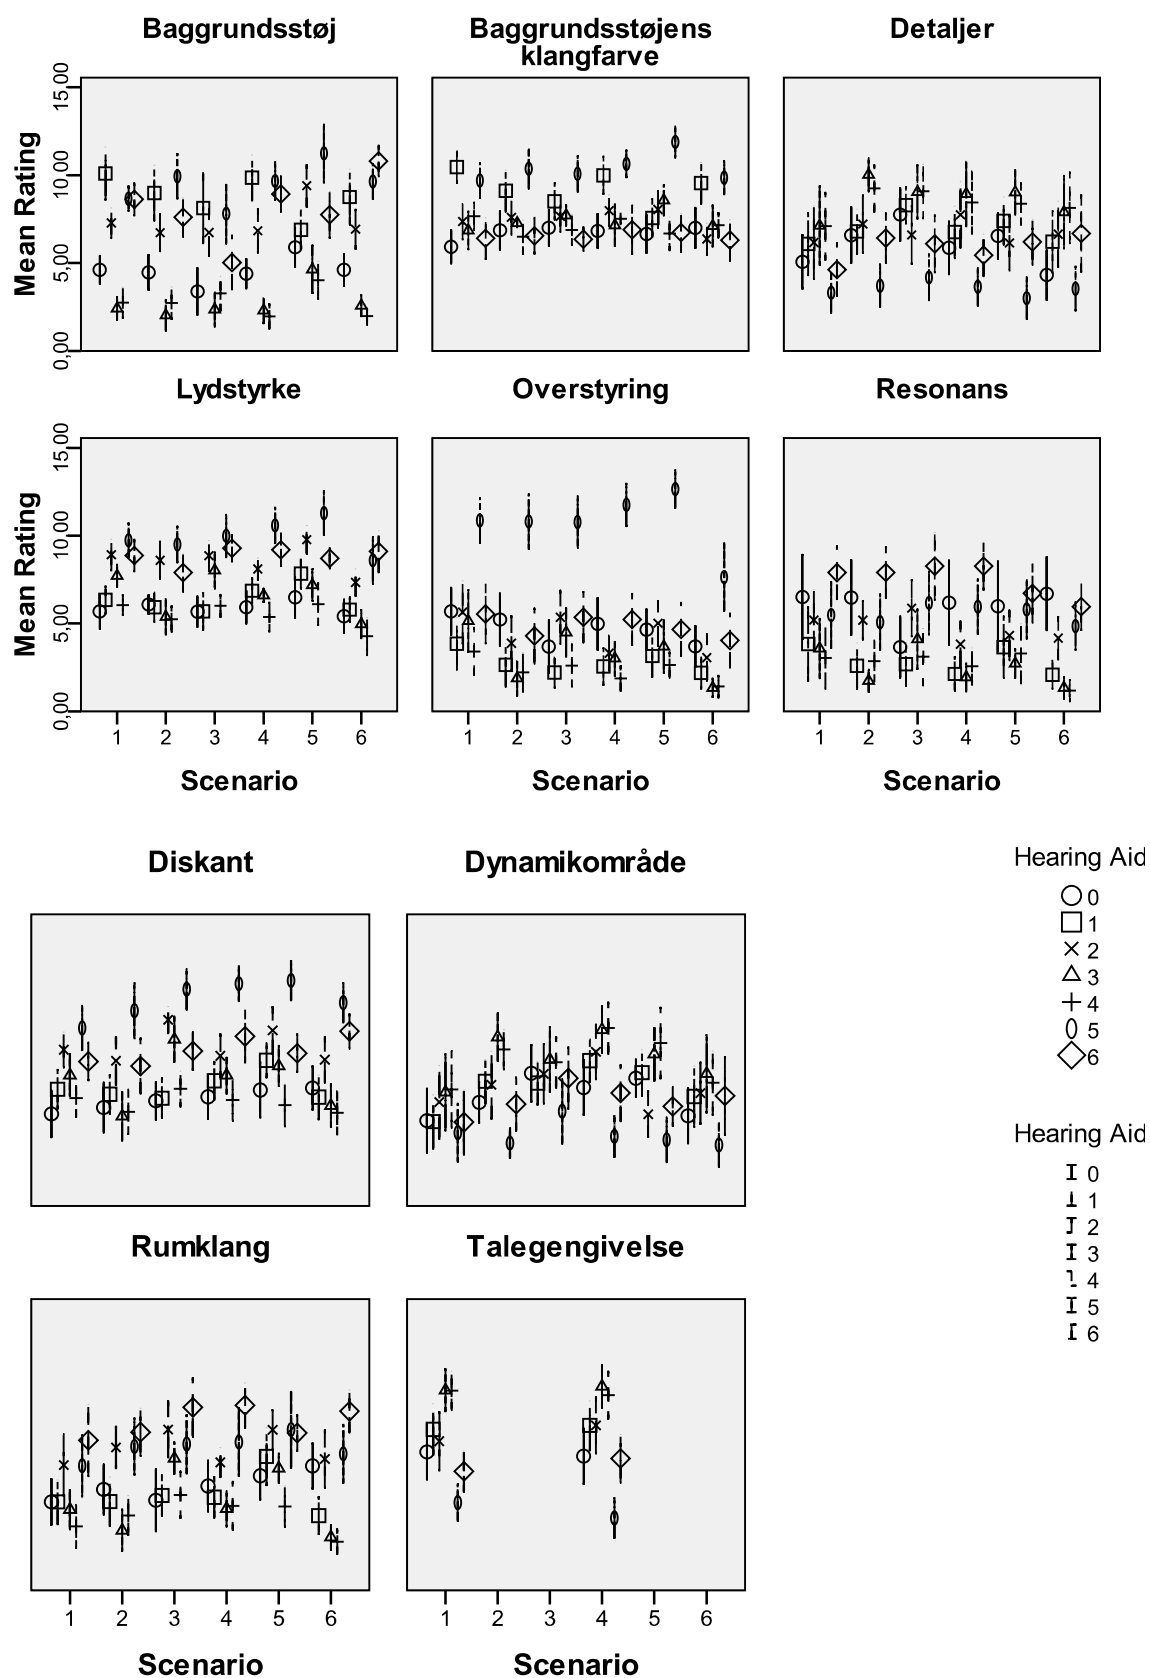 Baggrundsstøj
Baggrundsstøjens
klangfarve
Detaljer
Mean Rating
15,00
10,00
5,00
0,00
Lydstyrke
Overstyring
Resonans
Mean Rating
15,00
10,00
5,00
0,00
1 2 3 4 5 6
1 2 3 4 5 6
1 2 3 4 5 6
Scenario
Scenario
Scenario
Diskant
Dynamikområde
Hearing Aid
0
1
2
3
4
5
6
Hearing Aid
0
1
2
3
4
5
6
Rumklang
Talegengivelse
1 2 3 4 5 6
1 2 3 4 5 6
Scenario
Scenario